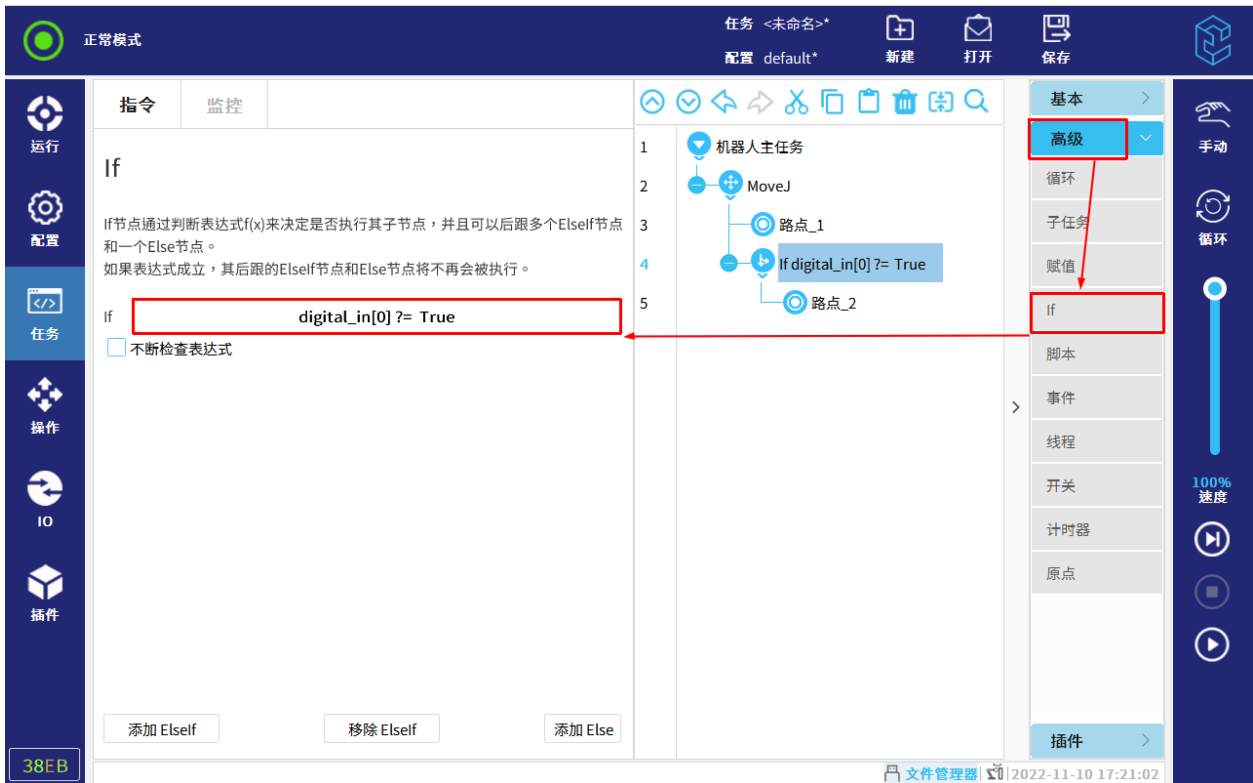 正常模式
任务 <未命名>*
配置 default*
新建
打开
保存
运行
配置
任务
操作
IO
插件
38EB
指令
监控
If
If节点通过判断表达式f(x)来决定是否执行其子节点，并且可以后跟多个ElseIf节点
和一个Else节点。
如果表达式成立，其后跟的ElseIf节点和Else节点将不再会被执行。
If digital_in[0] ?= True
不断检查表达式
添加 ElseIf
移除 ElseIf
添加 Else
1 机器人主任务
2 MoveJ
3 路点_1
4 If digital_in[0] ?= True
5 路点_2
基本
高级
循环
子任务
赋值
If
脚本
事件
线程
开关
计时器
原点
插件
手动
循环
100%
速度
文件管理器
2022-11-10 17:21:02